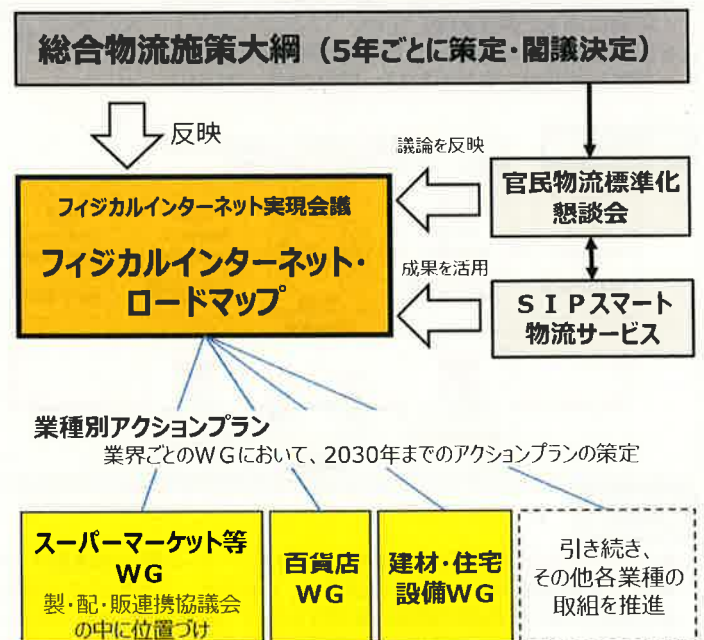 総合物流施策大綱（5年ごとに策定・閣議決定）
反映
議論を反映
官民物流標準化
懇談会
フィジカルインターネット実現会議
フィジカルインターネット・
ロードマップ
成果を活用
ＳＩＰスマート
物流サービス
業種別アクションプラン
業界ごとのＷＧにおいて、2030年までのアクションプランの策定
スーパーマーケット等
WG
製・配・販連携協議会
の中に位置づけ
百貨店
WG
建材・住宅
設備WG
引き続き、
その他各業種の
取組を推進